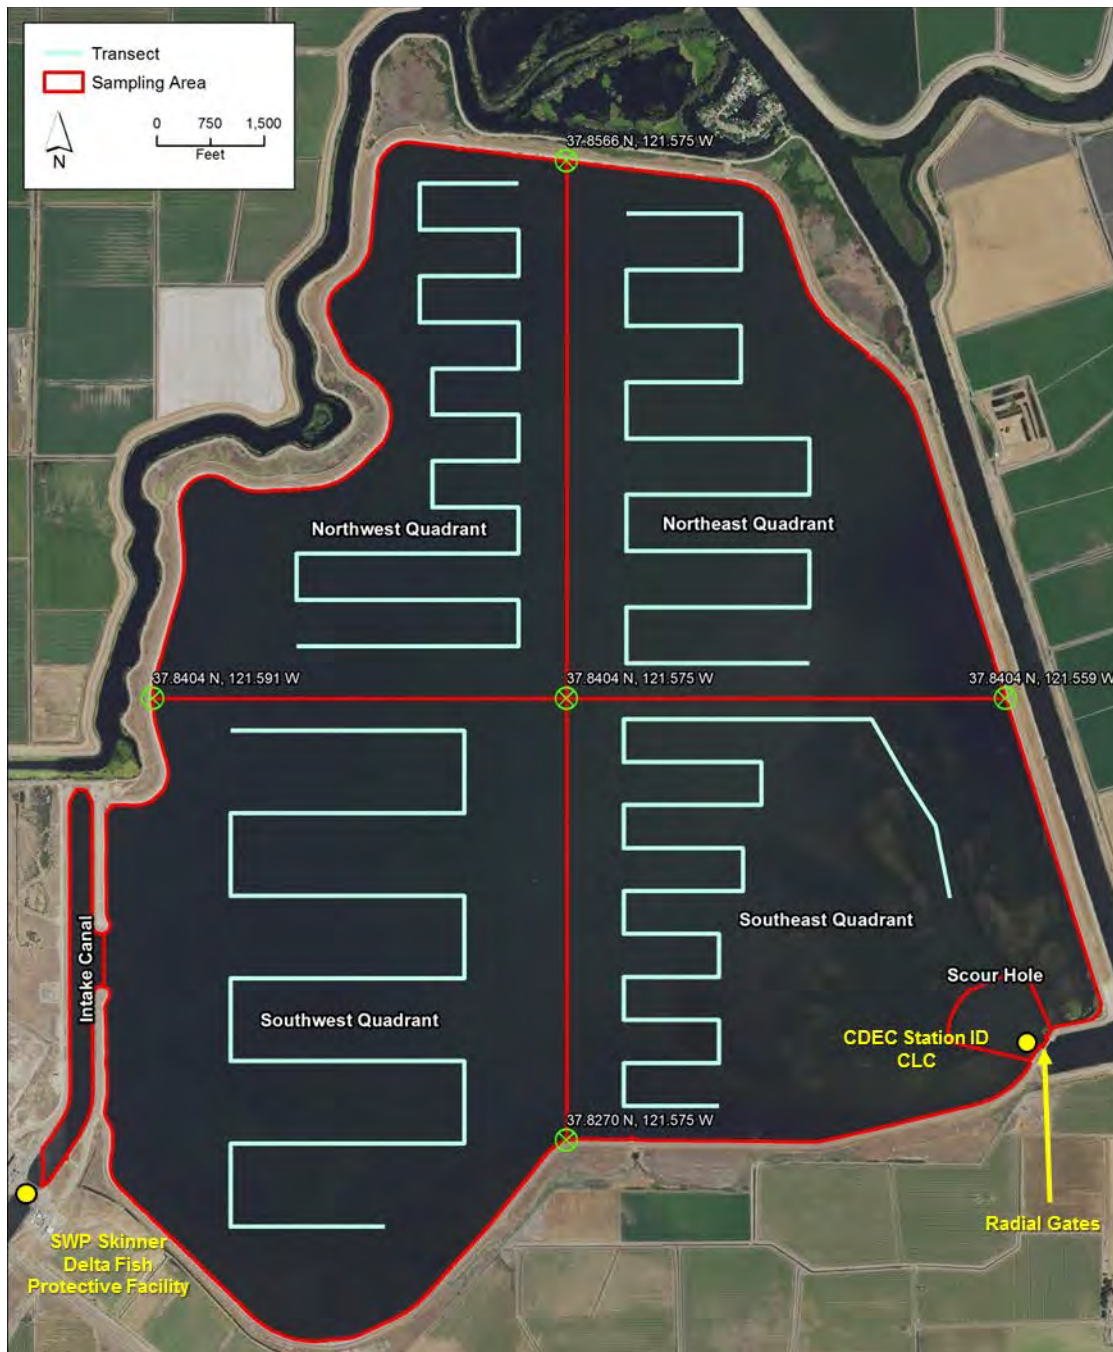 Transect
Sampling Area
0 750 1,500
Feet
N
37.8566 N, 121.575 W
Northwest Quadrant
Northeast Quadrant
37.8404 N, 121.591 W
37.8404 N, 121.575 W
37.8404 N, 121.559 W
Intake Canal
Southeast Quadrant
Scour Hole
Southwest Quadrant
CDEC Station ID
CLC
37.8270 N, 121.575 W
Radial Gates
SWP Skinner
Delta Fish
Protective Facility